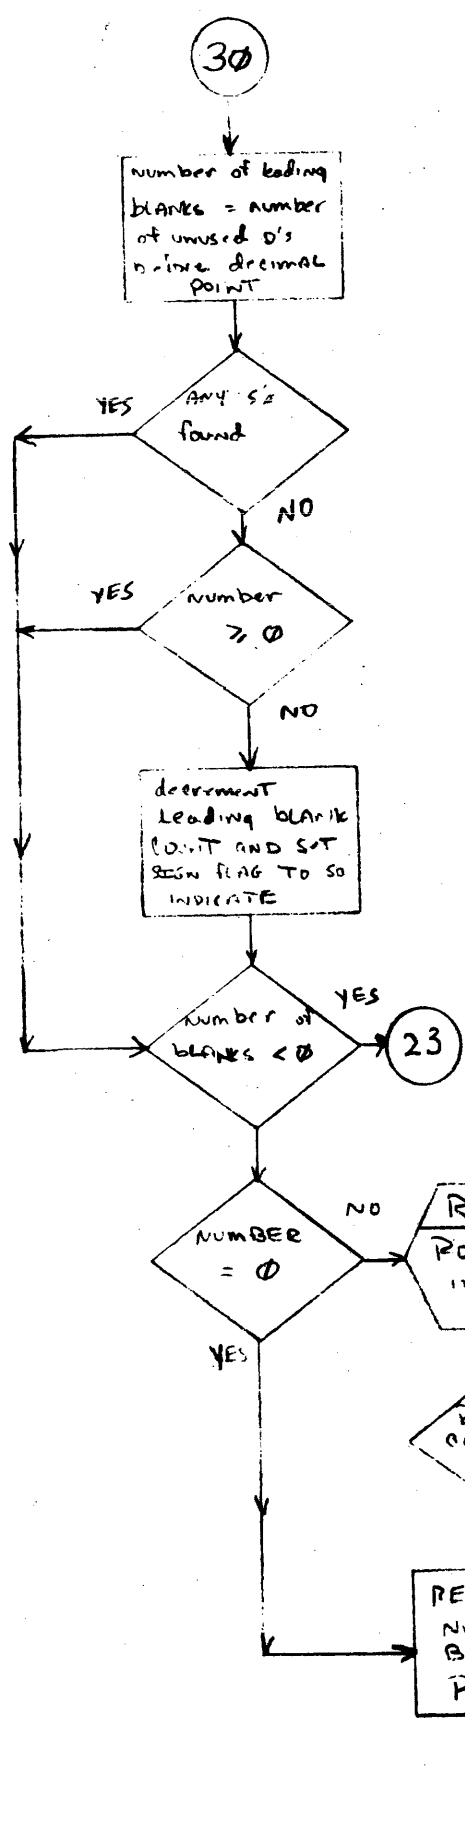 30
Number of leading
blanks = number
of unused D's
before decimal
POINT
ANY S's
found
YES
NO
Number
≥ 0
YES
NO
decrement
Leading blank
COUNT AND SET
SIGN FLAG TO SO
INDICATE
Number of
blanks < 0
YES
23
NUMBER
= 0
NO
YES
R
RO
RE
N
B